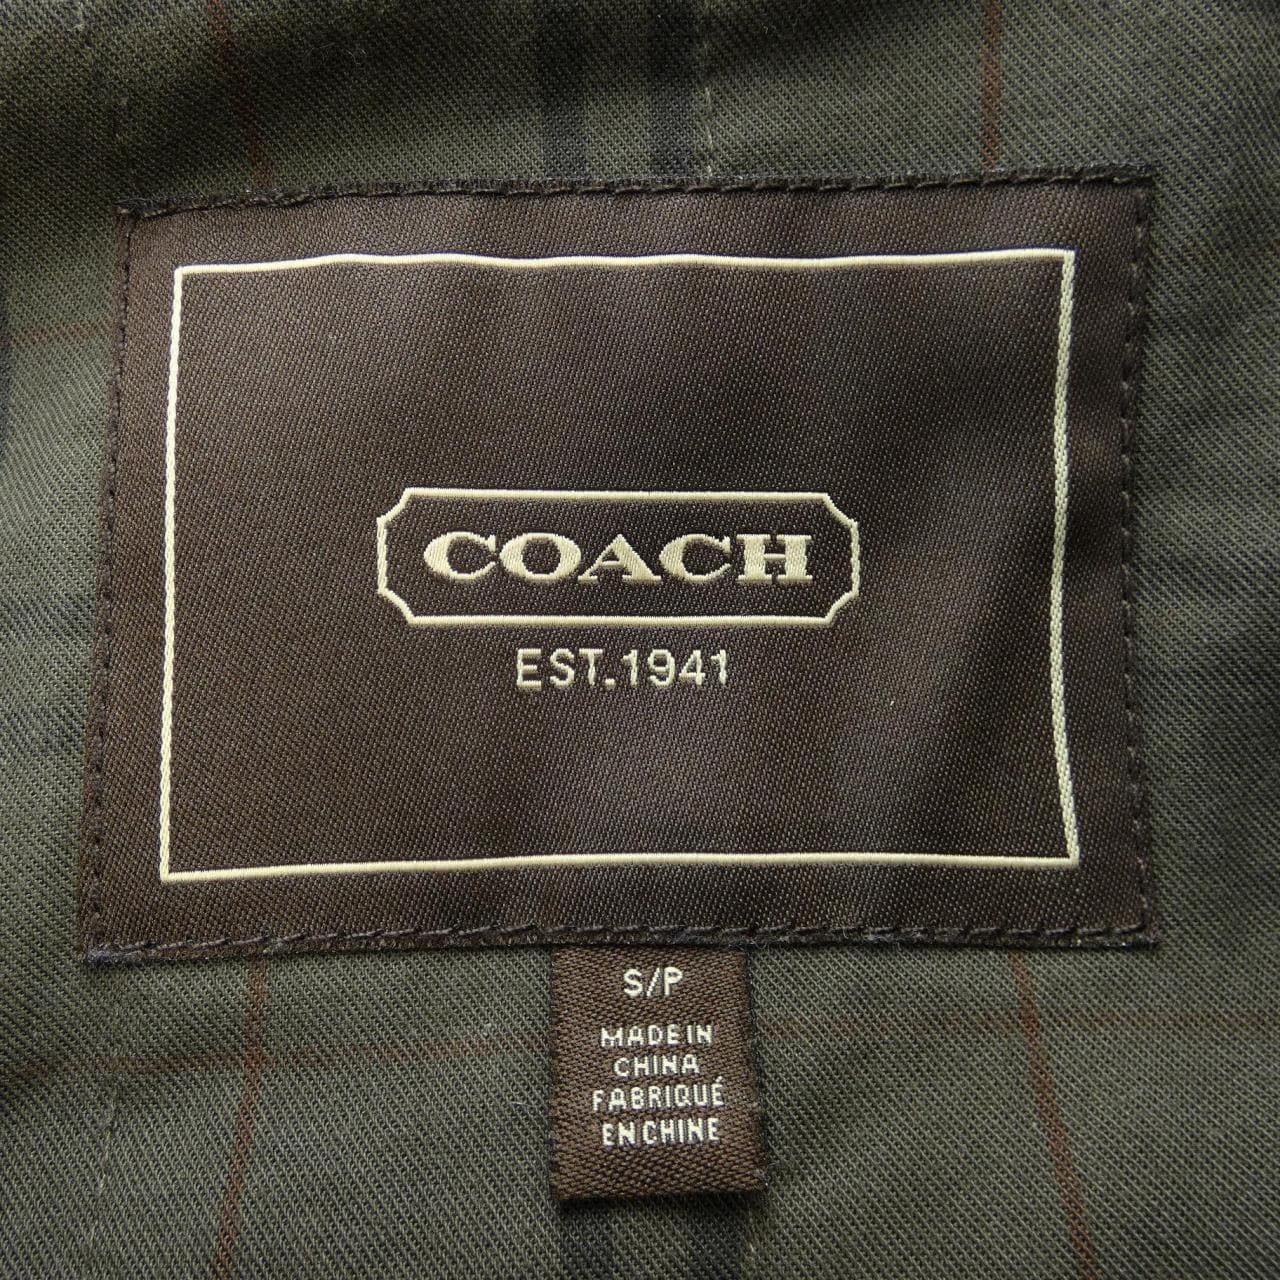 COACH
EST.1941
S/P
MADE IN
CHINA
FABRIQUÉ
EN CHINE